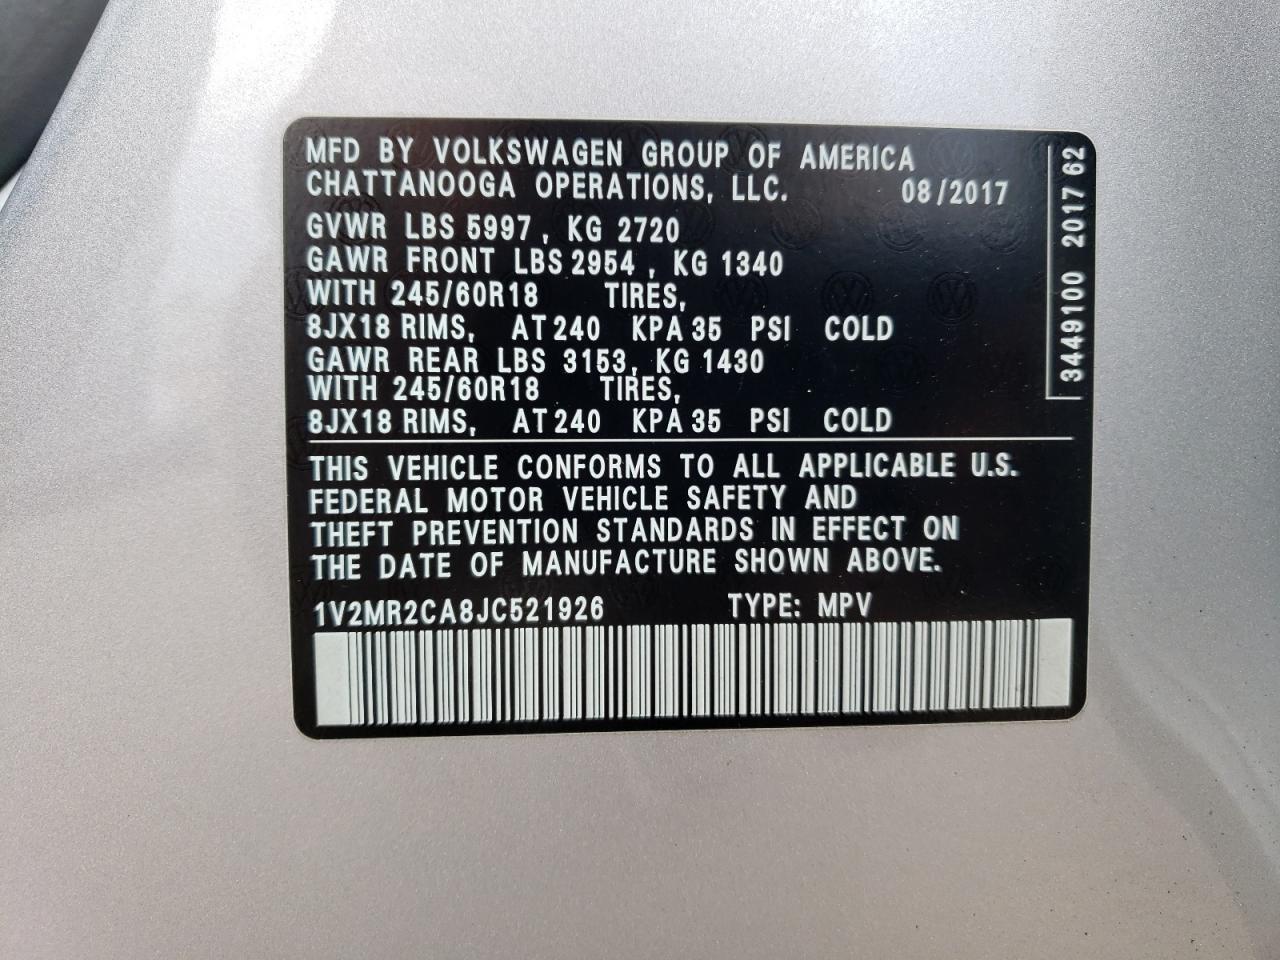 MFD BY VOLKSWAGEN GROUP OF AMERICA
CHATTANOOGA OPERATIONS, LLC. 08/2017
GVWR LBS 5997, KG 2720
GAWR FRONT LBS 2954, KG 1340
WITH 245/60R18 TIRES,
8JX18 RIMS, AT 240 KPA 35 PSI COLD
GAWR REAR LBS 3153, KG 1430
WITH 245/60R18 TIRES,
8JX18 RIMS, AT 240 KPA 35 PSI COLD
THIS VEHICLE CONFORMS TO ALL APPLICABLE U.S.
FEDERAL MOTOR VEHICLE SAFETY AND
THEFT PREVENTION STANDARDS IN EFFECT ON
THE DATE OF MANUFACTURE SHOWN ABOVE.
1V2MR2CA8JC521926 TYPE: MPV
3449100 2017 62